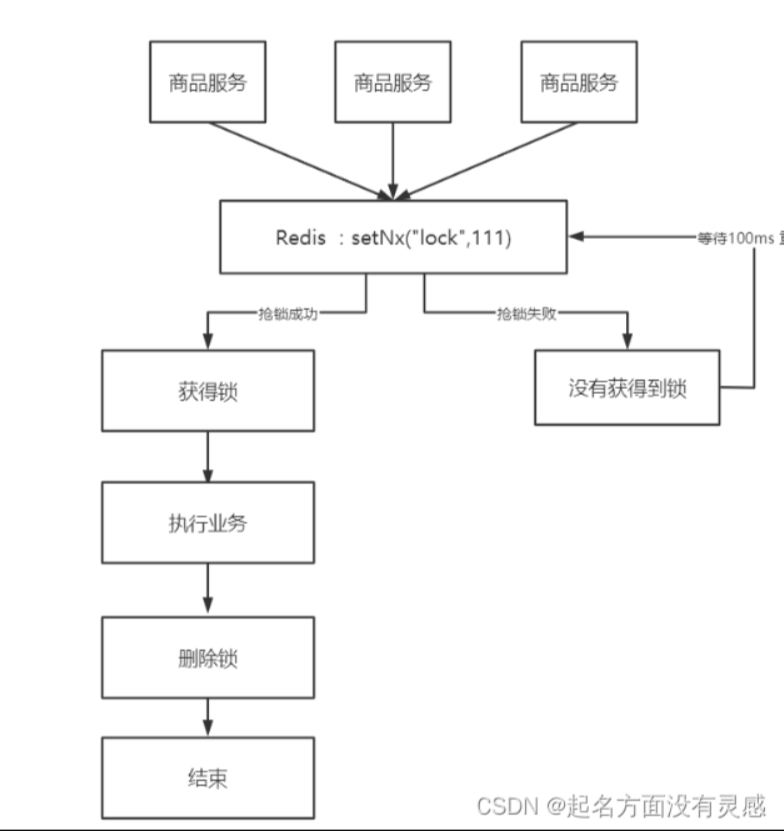 商品服务
商品服务
商品服务
Redis ：setNx("lock",111)
等待100ms
抢锁成功
抢锁失败
获得锁
没有获得到锁
执行业务
删除锁
结束
CSDN @起名方面没有灵感